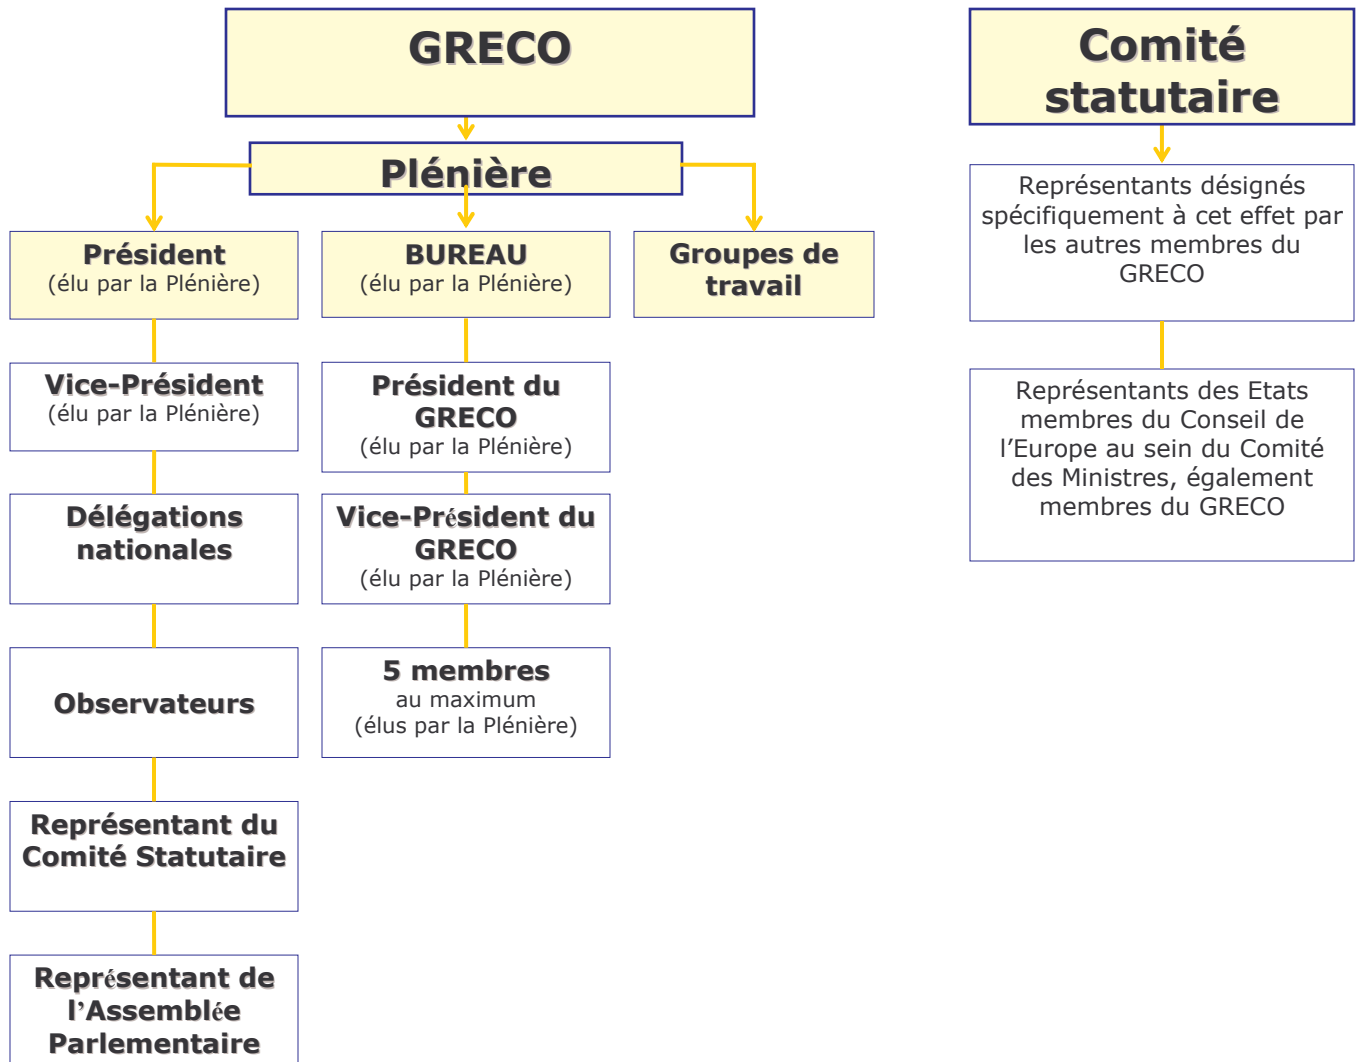 GRECO
Plénière
Président
(élu par la Plénière)
Vice-Président
(élu par la Plénière)
Délégations
nationales
Observateurs
Représentant du
Comité Statutaire
Représentant de
l’Assemblée
Parlementaire
BUREAU
(élu par la Plénière)
Président du
GRECO
(élu par la Plénière)
Vice-Président du
GRECO
(élu par la Plénière)
5 membres
au maximum
(élus par la Plénière)
Groupes de
travail
Comité
statutaire
Représentants désignés
spécifiquement à cet effet par
les autres membres du
GRECO
Représentants des Etats
membres du Conseil de
l’Europe au sein du Comité
des Ministres, également
membres du GRECO